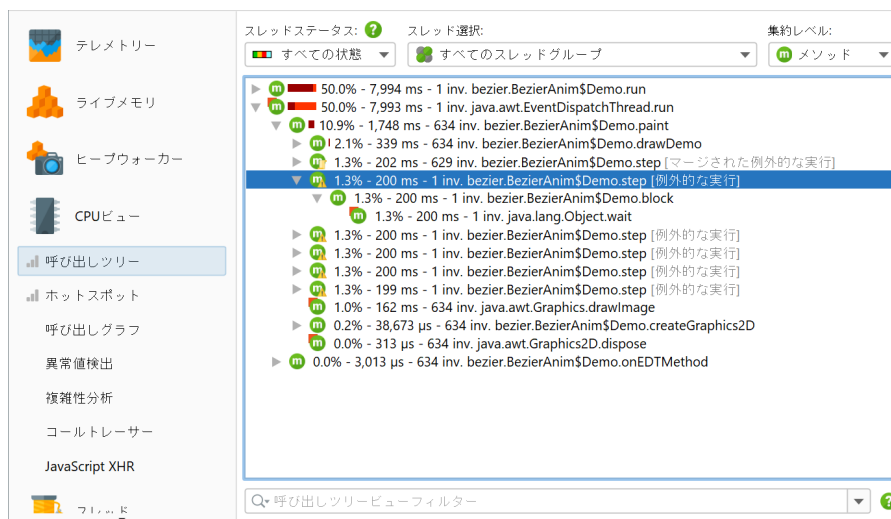 テレメトリー
ライブメモリ
ヒープウォーカー
CPUビュー
呼び出しツリー
ホットスポット
呼び出しグラフ
異常値検出
複雑性分析
コールトレーサー
JavaScript XHR
スレッド
スレッドステータス: スレッド選択: 集約レベル:
すべての状態 すべてのスレッドグループ メソッド
50.0% - 7,994 ms - 1 inv. bezier.BezierAnim$Demo.run
50.0% - 7,993 ms - 1 inv. java.awt.EventDispatchThread.run
10.9% - 1,748 ms - 634 inv. bezier.BezierAnim$Demo.paint
2.1% - 339 ms - 634 inv. bezier.BezierAnim$Demo.drawDemo
1.3% - 202 ms - 629 inv. bezier.BezierAnim$Demo.step [マージされた例外的な実行]
1.3% - 200 ms - 1 inv. bezier.BezierAnim$Demo.step [例外的な実行]
1.3% - 200 ms - 1 inv. bezier.BezierAnim$Demo.block
1.3% - 200 ms - 1 inv. java.lang.Object.wait
1.3% - 200 ms - 1 inv. bezier.BezierAnim$Demo.step [例外的な実行]
1.3% - 200 ms - 1 inv. bezier.BezierAnim$Demo.step [例外的な実行]
1.3% - 200 ms - 1 inv. bezier.BezierAnim$Demo.step [例外的な実行]
1.3% - 199 ms - 1 inv. bezier.BezierAnim$Demo.step [例外的な実行]
1.0% - 162 ms - 634 inv. java.awt.Graphics.drawImage
0.2% - 38,673 µs - 634 inv. bezier.BezierAnim$Demo.createGraphics2D
0.0% - 313 µs - 634 inv. java.awt.Graphics2D.dispose
0.0% - 3,013 µs - 634 inv. bezier.BezierAnim$Demo.onEDTMethod
呼び出しツリービューフィルター